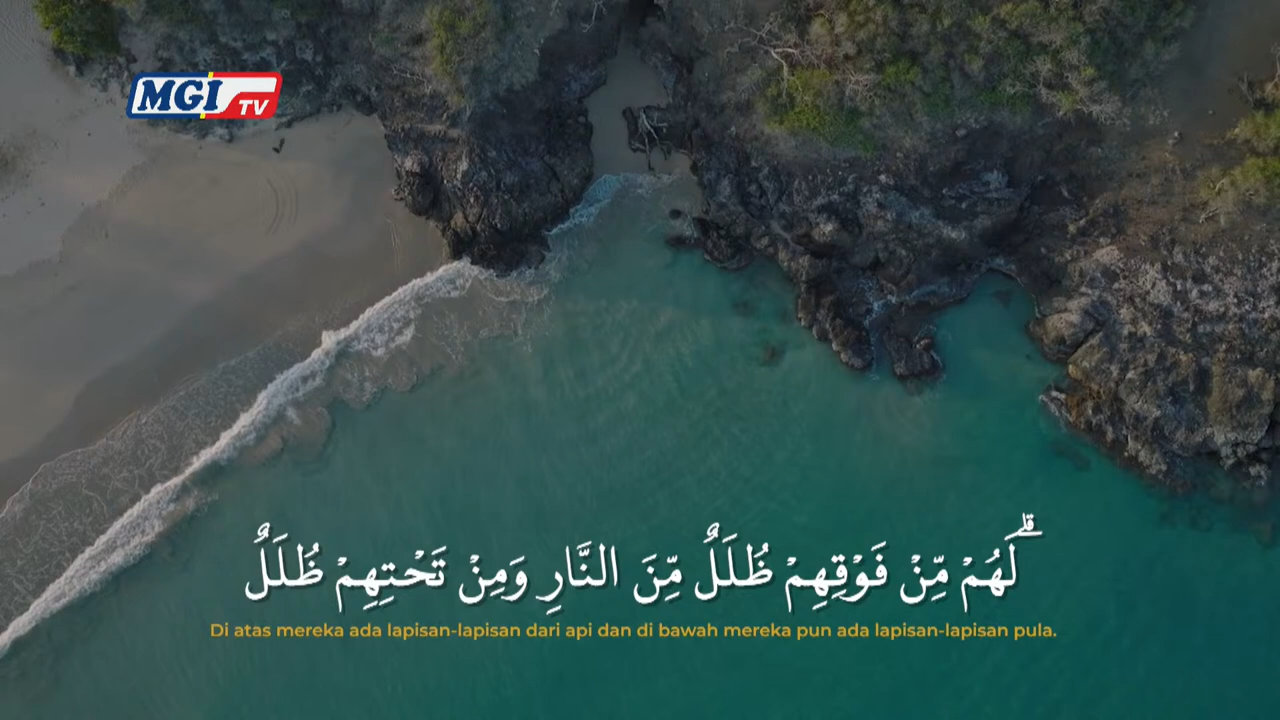 MGI TV
ۗلَهُمْ مِّنْ فَوْقِهِمْ ظُلَلٌ مِّنَ النَّارِ وَمِنْ تَحْتِهِمْ ظُلَلٌ
Di atas mereka ada lapisan-lapisan dari api dan di bawah mereka pun ada lapisan-lapisan pula.